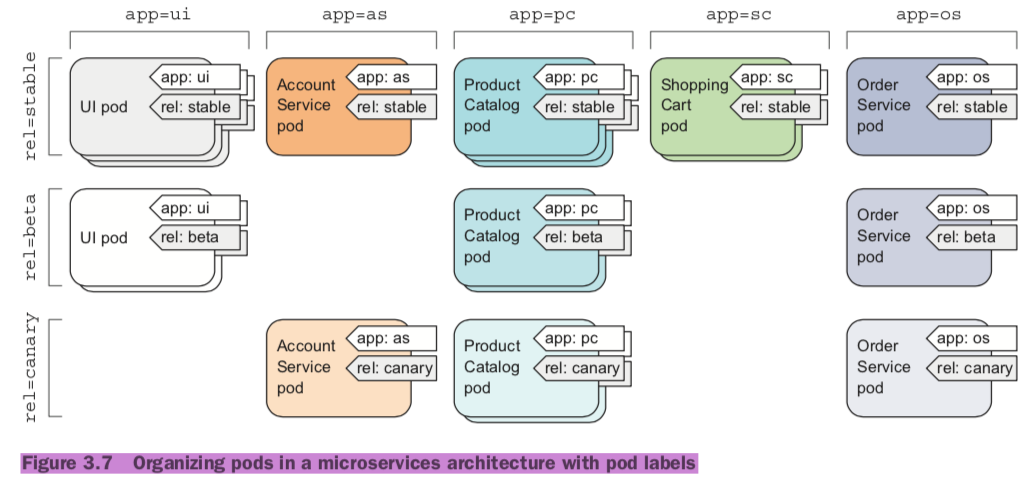 app=ui
app=as
app=pc
app=sc
app=os
rel=stable
UI pod
app: ui
rel: stable
Account
Service
pod
app: as
rel: stable
Product
Catalog
pod
app: pc
rel: stable
Shopping
Cart
pod
app: sc
rel: stable
Order
Service
pod
app: os
rel: stable
rel=beta
UI pod
app: ui
rel: beta
Product
Catalog
pod
app: pc
rel: beta
Order
Service
pod
app: os
rel: beta
rel=canary
Account
Service
pod
app: as
rel: canary
Product
Catalog
pod
app: pc
rel: canary
Order
Service
pod
app: os
rel: canary
Figure 3.7 Organizing pods in a microservices architecture with pod labels